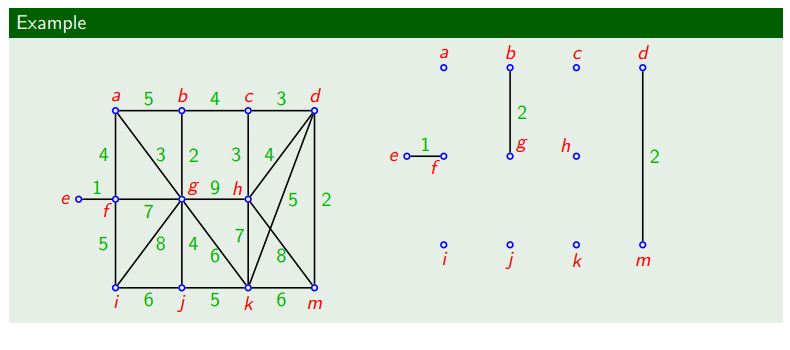 Example
a b c d
a 5 b 4 c 3 d
2
4 3 2 3 4
e 1 f g h
e 1 f g 9 h 5 2
7
5 8 4 6 7 8
2
i j k m
i 6 j 5 k 6 m